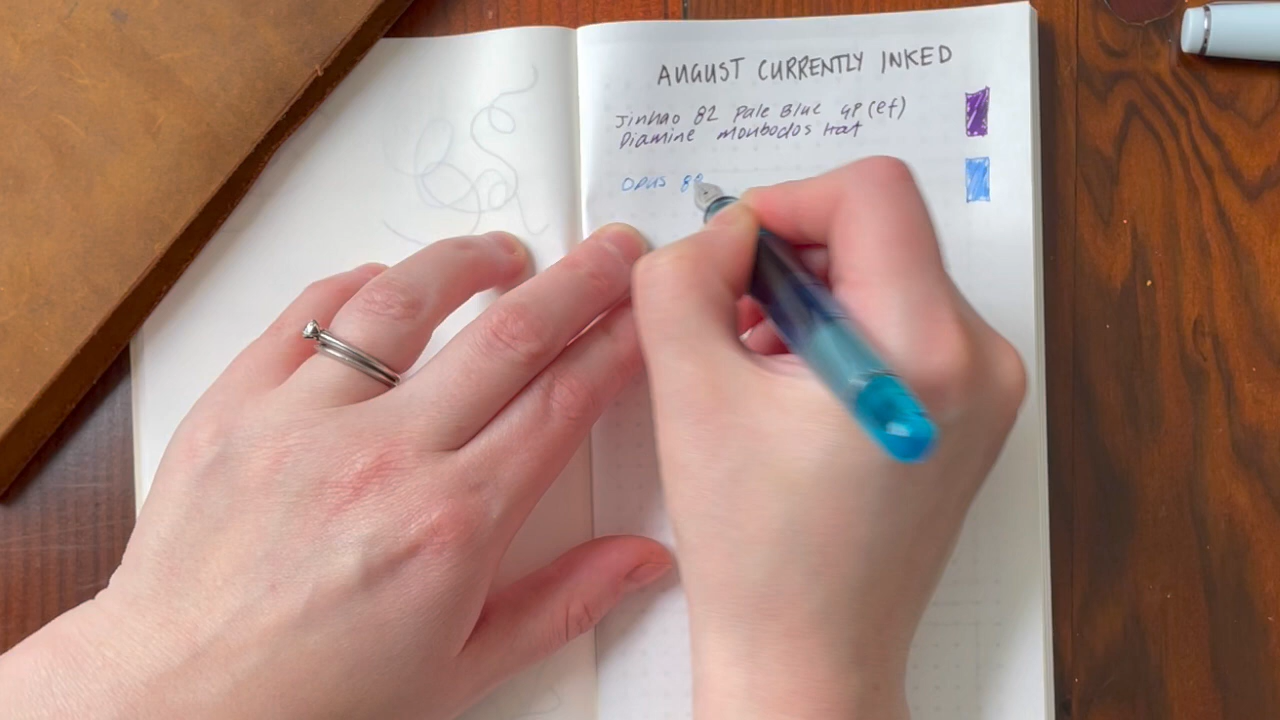 AUGUST CURRENTLY INKED
Jinhao 82 Pale Blue GP (ef)
Diamine Monbodos Hat
OPUS 88